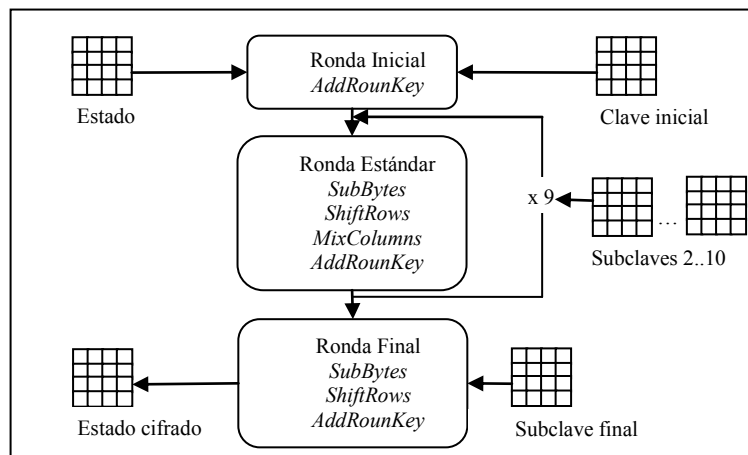 Ronda Inicial
AddRounKey
Estado
Clave inicial
Ronda Estándar
SubBytes
ShiftRows
MixColumns
AddRounKey
x 9
...
Subclaves 2..10
Ronda Final
SubBytes
ShiftRows
AddRounKey
Estado cifrado
Subclave final